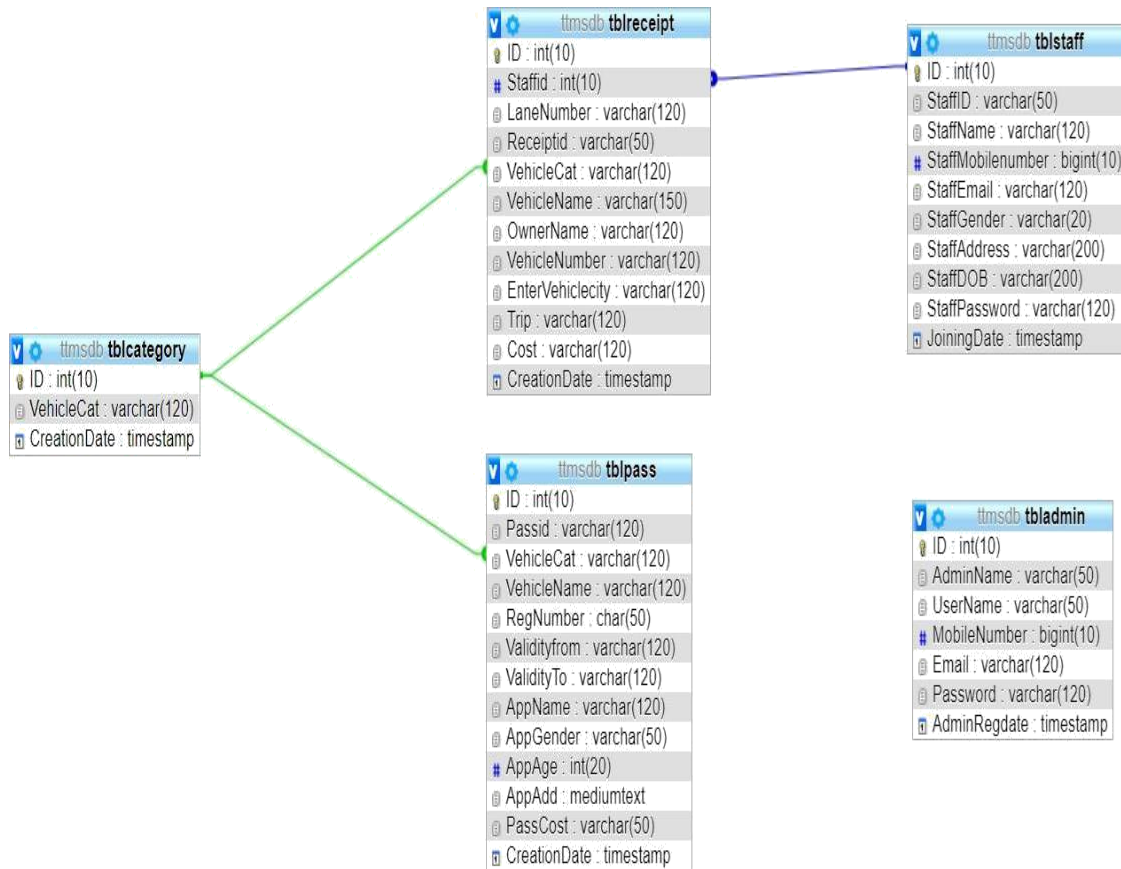 ttmsdb tblreceipt
ID : int(10)
Staffid : int(10)
LaneNumber : varchar(120)
Receiptid : varchar(50)
VehicleCat : varchar(120)
VehicleName : varchar(150)
OwnerName : varchar(120)
VehicleNumber : varchar(120)
EnterVehiclecity : varchar(120)
Trip : varchar(120)
Cost : varchar(120)
CreationDate : timestamp
ttmsdb tblstaff
ID : int(10)
StaffID : varchar(50)
StaffName : varchar(120)
StaffMobilenumber : bigint(10)
StaffEmail : varchar(120)
StaffGender : varchar(20)
StaffAddress : varchar(200)
StaffDOB : varchar(200)
StaffPassword : varchar(120)
JoiningDate : timestamp
ttmsdb tblcategory
ID : int(10)
VehicleCat : varchar(120)
CreationDate : timestamp
ttmsdb tblpass
ID : int(10)
Passid : varchar(120)
VehicleCat : varchar(120)
VehicleName : varchar(120)
RegNumber : char(50)
Validityfrom : varchar(120)
ValidityTo : varchar(120)
AppName : varchar(120)
AppGender : varchar(50)
AppAge : int(20)
AppAdd : mediumtext
PassCost : varchar(50)
CreationDate : timestamp
ttmsdb tbladmin
ID : int(10)
AdminName : varchar(50)
UserName : varchar(50)
MobileNumber : bigint(10)
Email : varchar(120)
Password : varchar(120)
AdminRegdate : timestamp